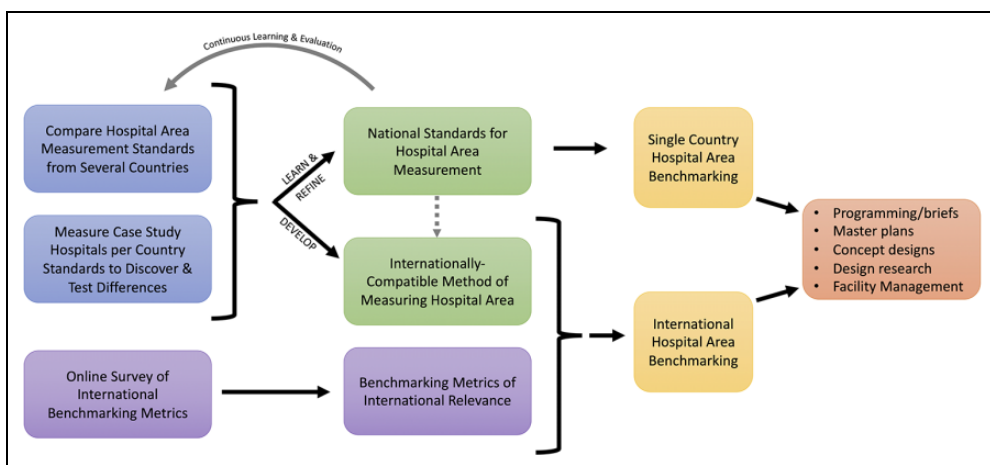 Continuous Learning & Evaluation
Compare Hospital Area
Measurement Standards
from Several Countries
Measure Case Study
Hospitals per Country
Standards to Discover &
Test Differences
Online Survey of
International
Benchmarking Metrics
LEARN &
REFINE
DEVELOP
National Standards for
Hospital Area
Measurement
Internationally-
Compatible Method of
Measuring Hospital Area
Benchmarking Metrics of
International Relevance
Single Country
Hospital Area
Benchmarking
International
Hospital Area
Benchmarking
• Programming/briefs
• Master plans
• Concept designs
• Design research
• Facility Management